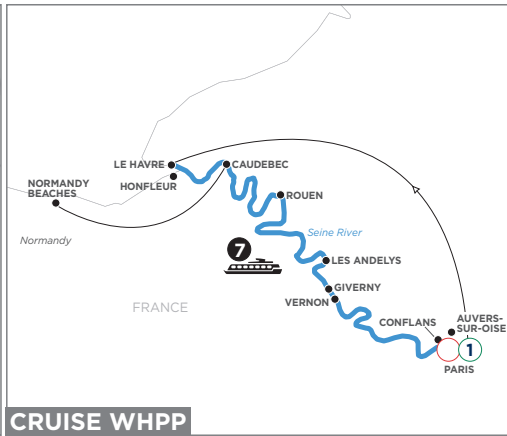 LE HAVRE
CAUDEBEC
HONFLEUR
NORMANDY
BEACHES
ROUEN
Normandy
Seine River
7
LES ANDELYS
GIVERNY
VERNON
FRANCE
CONFLANS
AUVERS-
SUR-OISE
1
PARIS
CRUISE WHPP